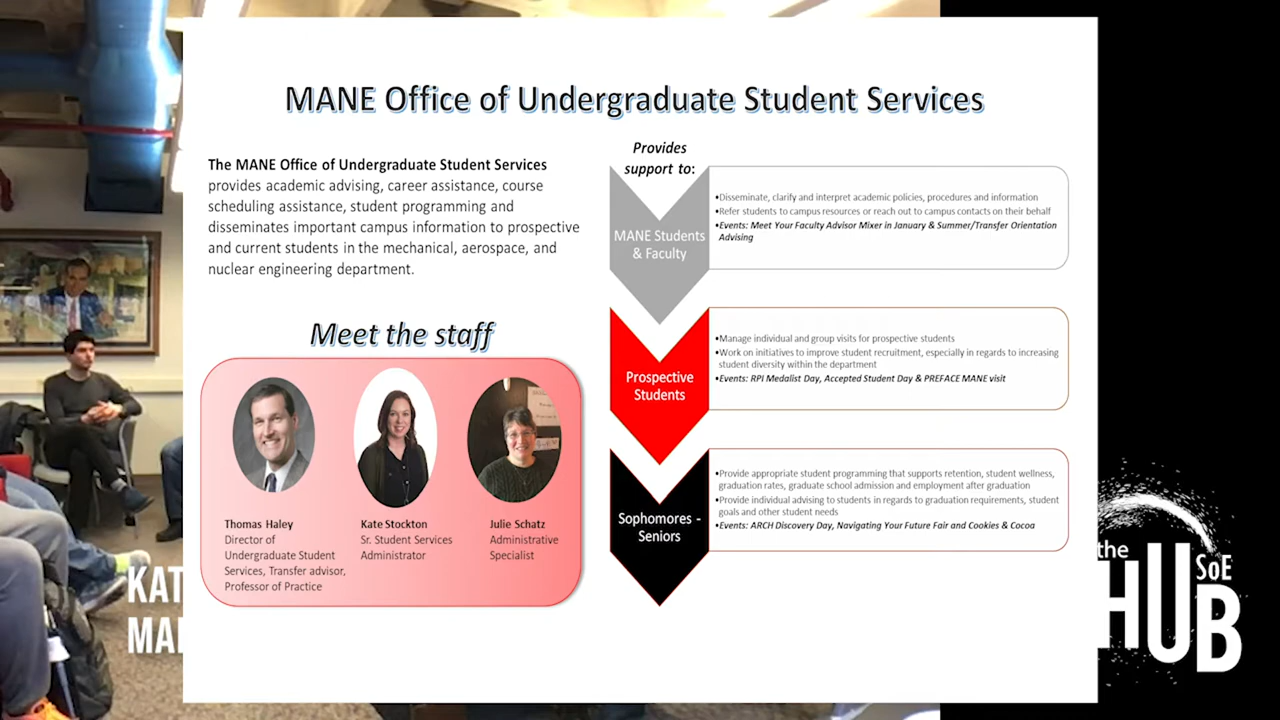 MANE Office of Undergraduate Student Services
The MANE Office of Undergraduate Student Services
provides academic advising, career assistance, course
scheduling assistance, student programming and
disseminates important campus information to prospective
and current students in the mechanical, aerospace, and
nuclear engineering department.
Meet the staff
Thomas Haley
Director of
Undergraduate Student
Services, Transfer advisor,
Professor of Practice
Kate Stockton
Sr. Student Services
Administrator
Julie Schatz
Administrative
Specialist
Provides
support to:
MANE Students
& Faculty
•Disseminate, clarify and interpret academic policies, procedures and information
•Refer students to campus resources or reach out to campus contacts on their behalf
•Events: Meet Your Faculty Advisor Mixer in January & Summer/Transfer Orientation
Advising
Prospective
Students
•Manage individual and group visits for prospective students
•Work on initiatives to improve student recruitment, especially in regards to increasing
student diversity within the department
•Events: RPI Medalist Day, Accepted Student Day & PREFACE MANE visit
Sophomores -
Seniors
•Provide appropriate student programming that supports retention, student wellness,
graduation rates, graduate school admission and employment after graduation
•Provide individual advising to students in regards to graduation requirements, student
goals and other student needs
•Events: ARCH Discovery Day, Navigating Your Future Fair and Cookies & Cocoa
KAT
MA
the
HUB
SoE